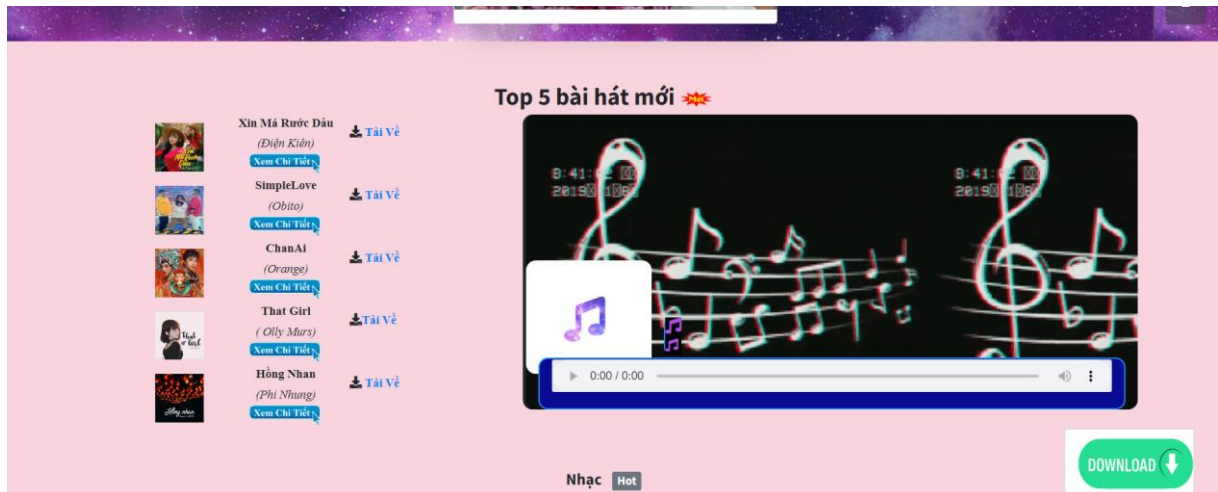 Top 5 bài hát mới
Xin Má Rước Dâu
(Điện Kiên)
Xem Chi Tiết
Tải Về
SimpleLove
(Obito)
Xem Chi Tiết
Tải Về
ChanAi
(Orange)
Xem Chi Tiết
Tải Về
That Girl
( Olly Murs)
Xem Chi Tiết
Tải Về
Hồng Nhan
(Phi Nhung)
Xem Chi Tiết
Tải Về
0:00 / 0:00
Nhạc Hot
DOWNLOAD